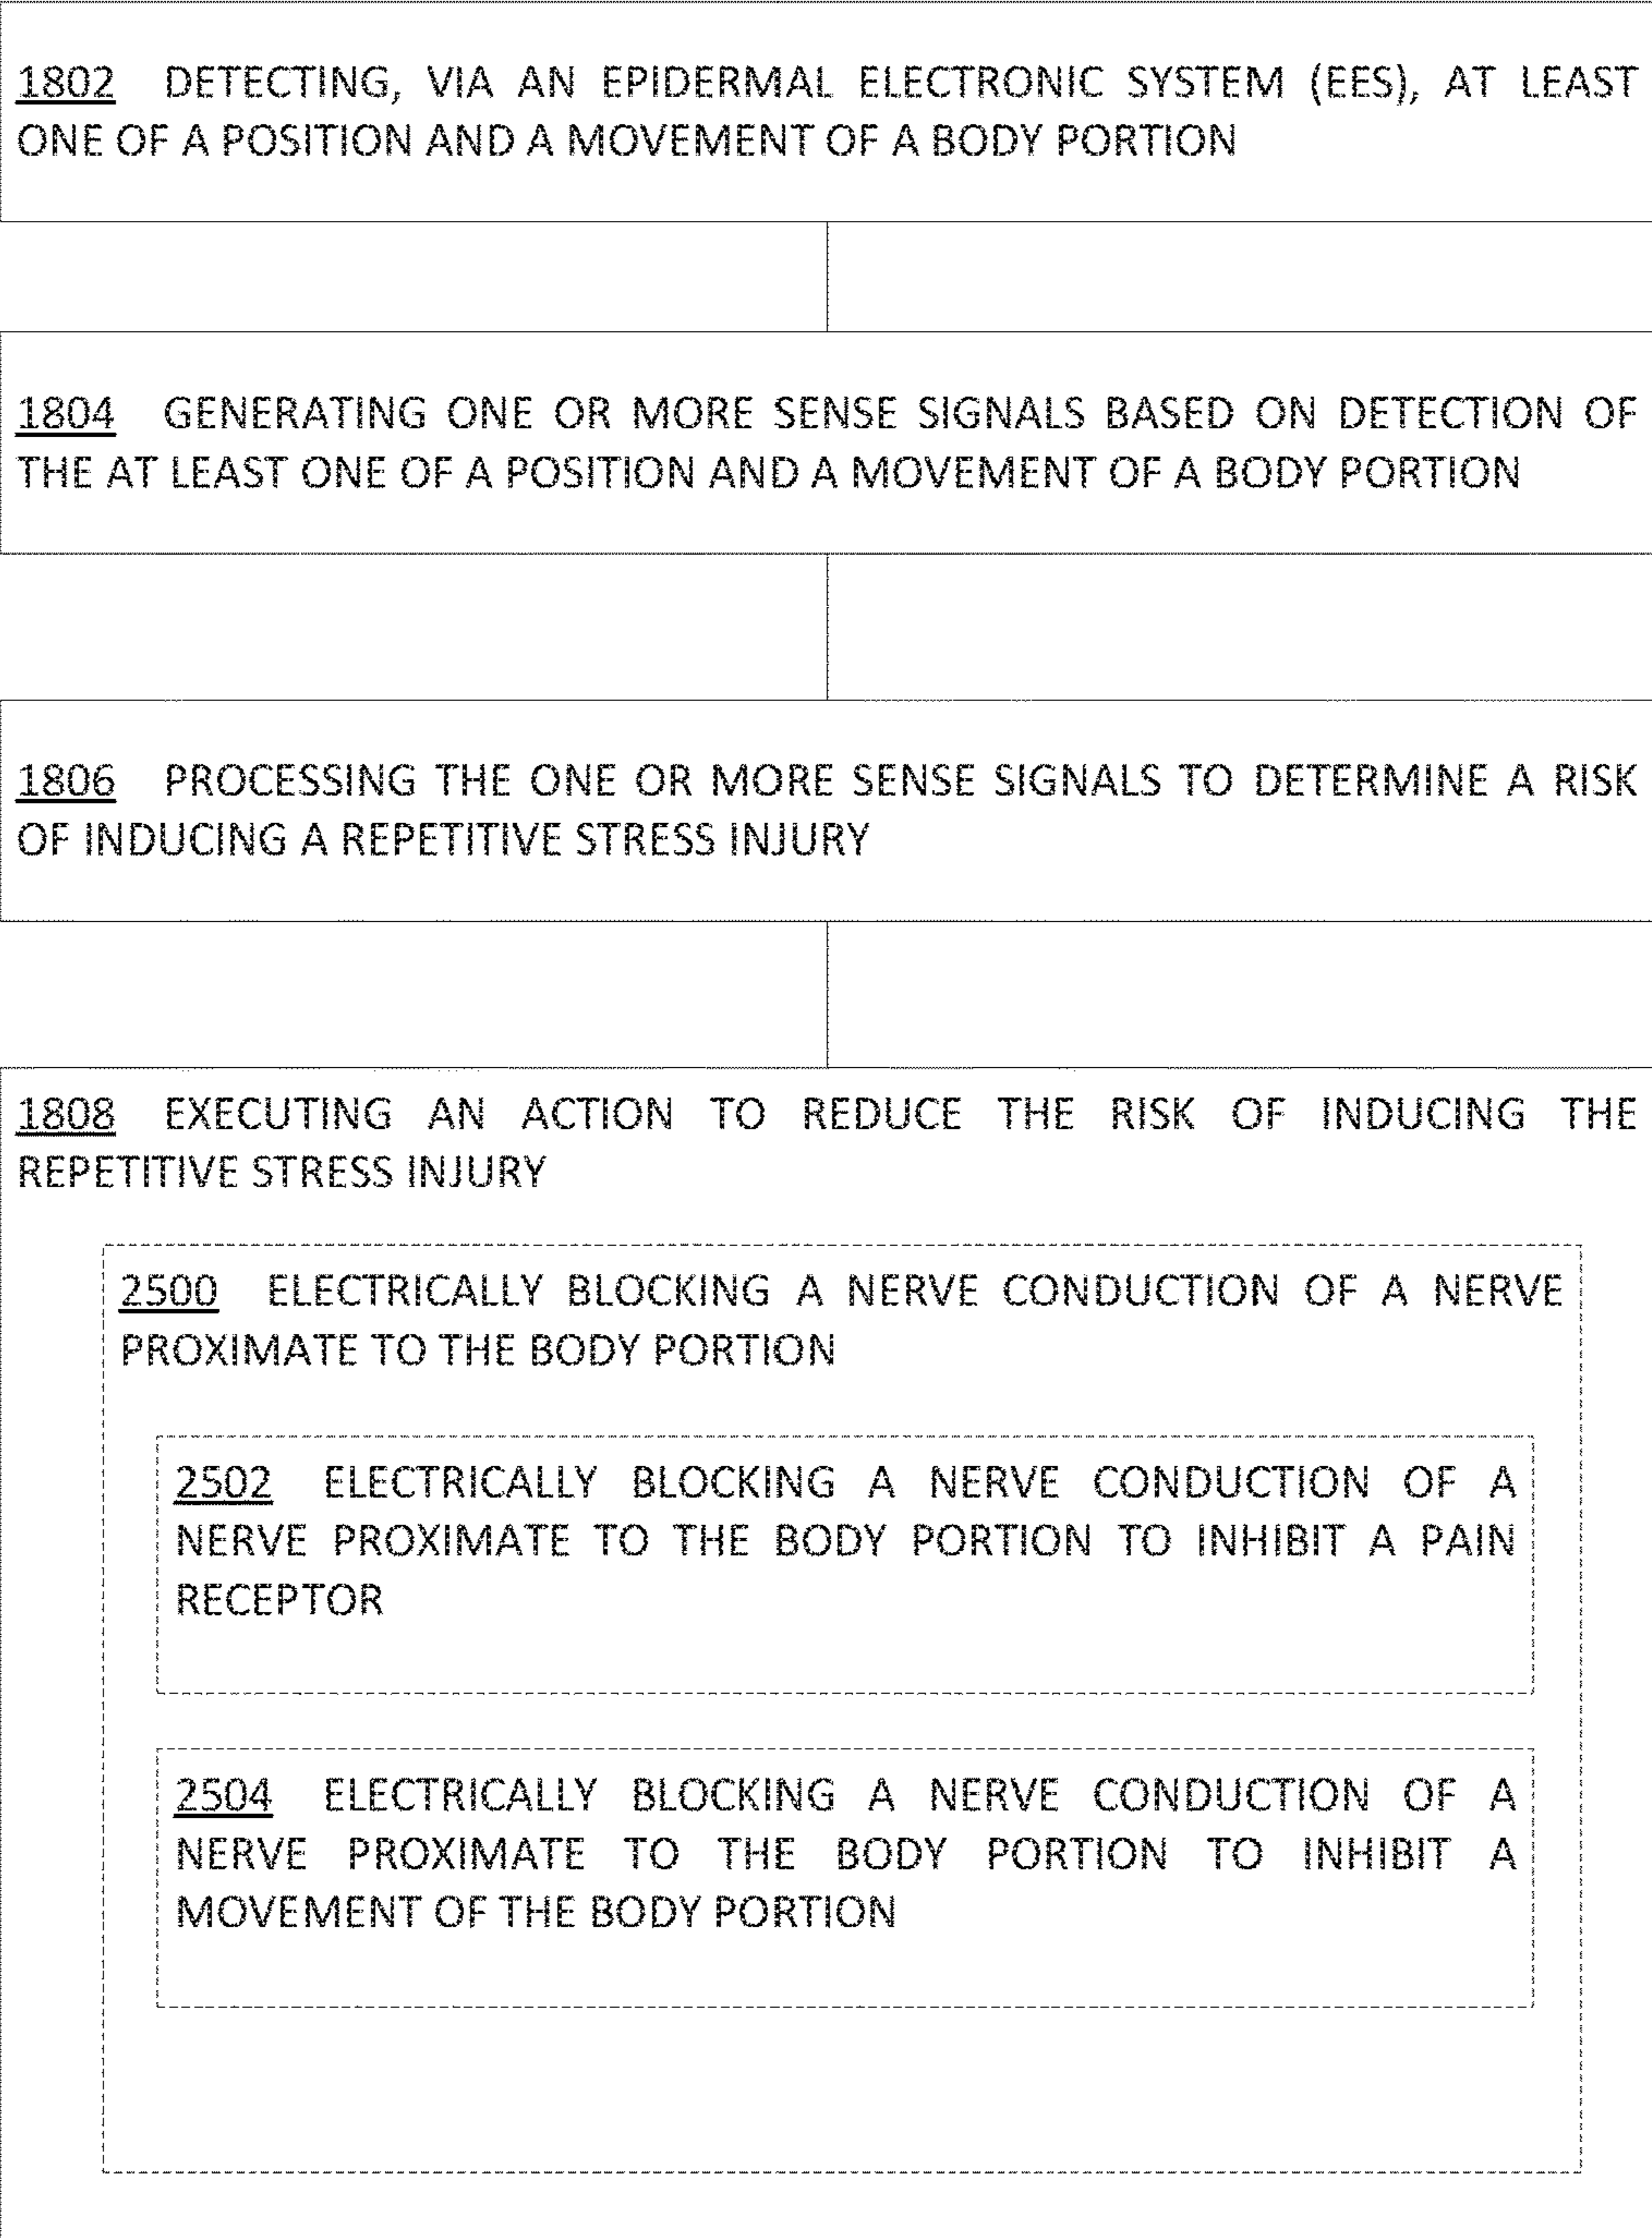 1802 DETECTING, VIA AN EPIDERMAL ELECTRONIC SYSTEM (EES), AT LEAST
ONE OF A POSITION AND A MOVEMENT OF A BODY PORTION
1804 GENERATING ONE OR MORE SENSE SIGNALS BASED ON DETECTION OF
THE AT LEAST ONE OF A POSITION AND A MOVEMENT OF A BODY PORTION
1806 PROCESSING THE ONE OR MORE SENSE SIGNALS TO DETERMINE A RISK
OF INDUCING A REPETITIVE STRESS INJURY
1808 EXECUTING AN ACTION TO REDUCE THE RISK OF INDUCING THE
REPETITIVE STRESS INJURY
2500 ELECTRICALLY BLOCKING A NERVE CONDUCTION OF A NERVE
PROXIMATE TO THE BODY PORTION
2502 ELECTRICALLY BLOCKING A NERVE CONDUCTION OF A
NERVE PROXIMATE TO THE BODY PORTION TO INHIBIT A PAIN
RECEPTOR
2504 ELECTRICALLY BLOCKING A NERVE CONDUCTION OF A
NERVE PROXIMATE TO THE BODY PORTION TO INHIBIT A
MOVEMENT OF THE BODY PORTION